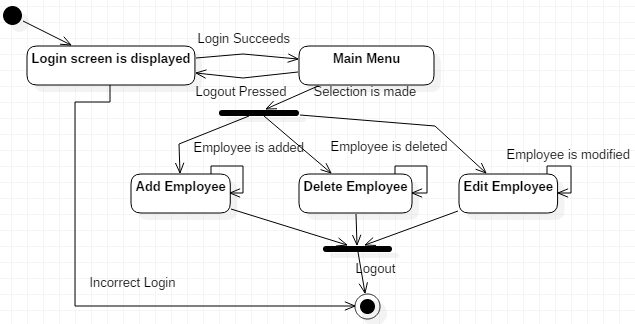 Login Succeeds
Login screen is displayed
Main Menu
Logout Pressed
Selection is made
Employee is added
Employee is deleted
Employee is modified
Add Employee
Delete Employee
Edit Employee
Logout
Incorrect Login